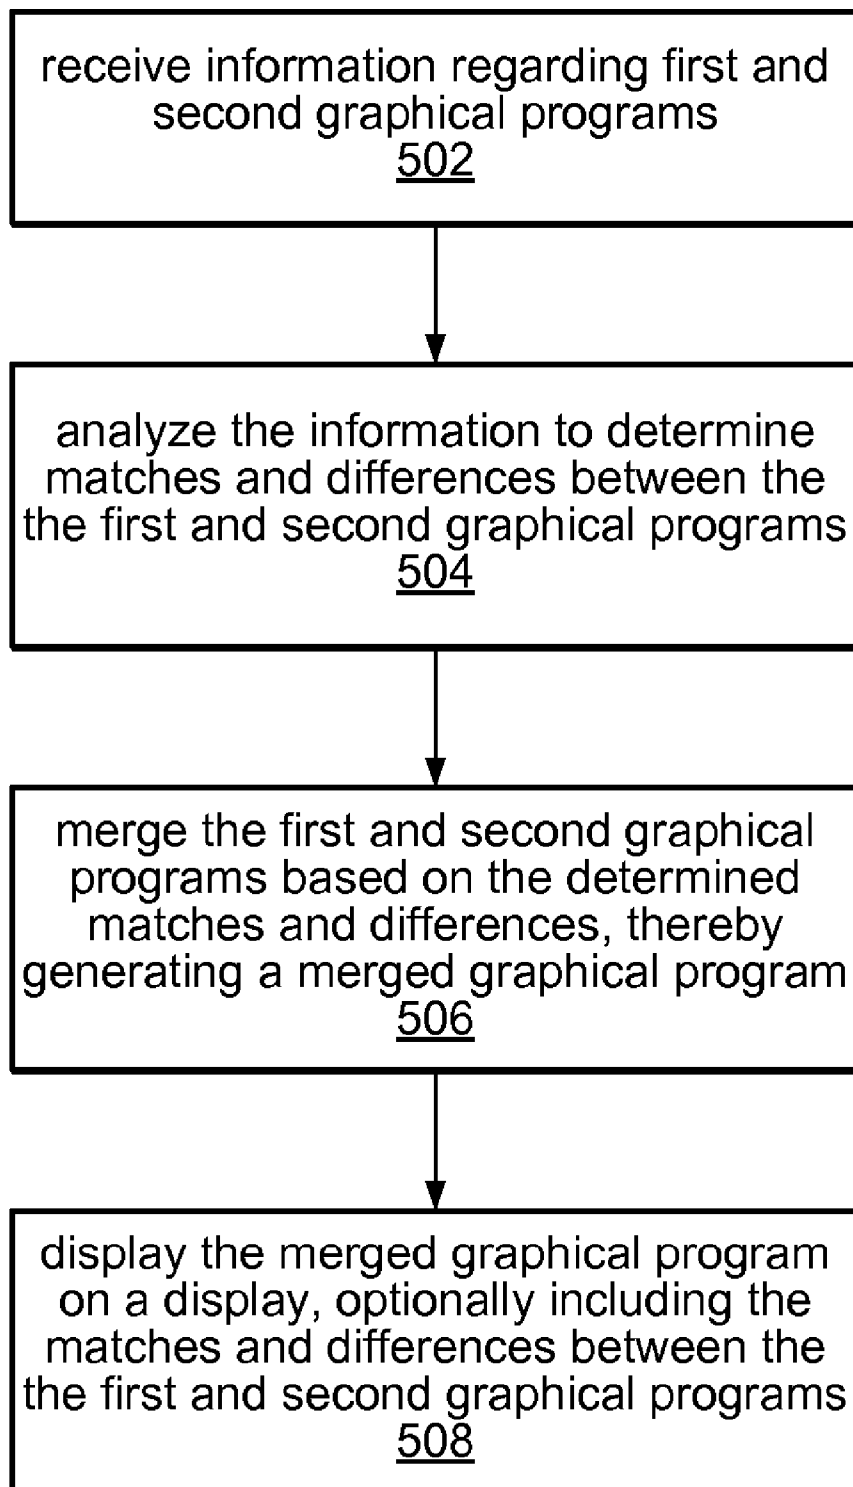 receive information regarding first and
second graphical programs
502
analyze the information to determine
matches and differences between the
the first and second graphical programs
504
merge the first and second graphical
programs based on the determined
matches and differences, thereby
generating a merged graphical program
506
display the merged graphical program
on a display, optionally including the
matches and differences between the
the first and second graphical programs
508